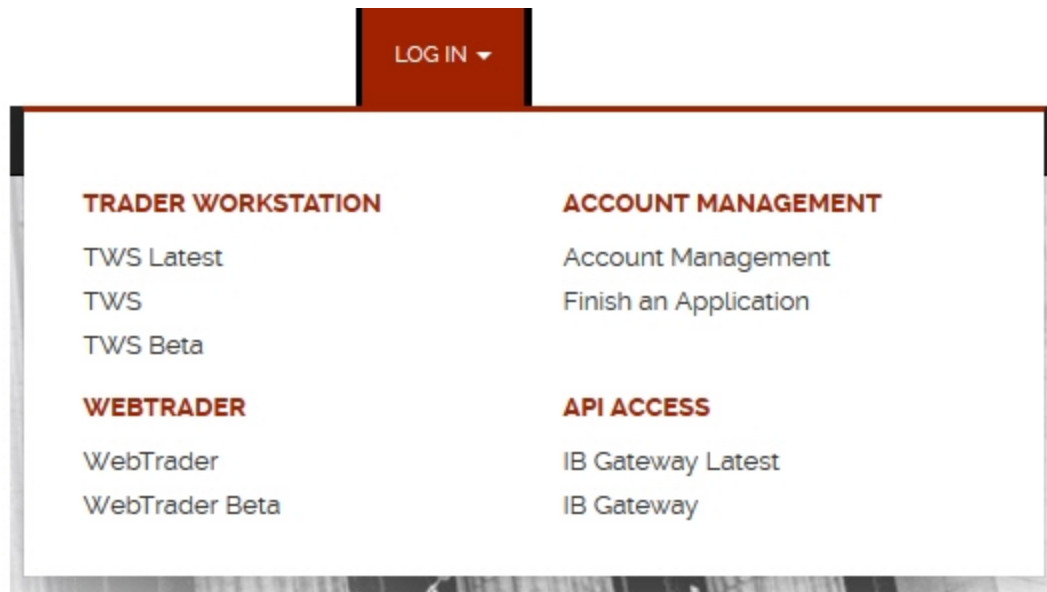 LOG IN
TRADER WORKSTATION
TWS Latest
TWS
TWS Beta
WEBTRADER
WebTrader
WebTrader Beta
ACCOUNT MANAGEMENT
Account Management
Finish an Application
API ACCESS
IB Gateway Latest
IB Gateway